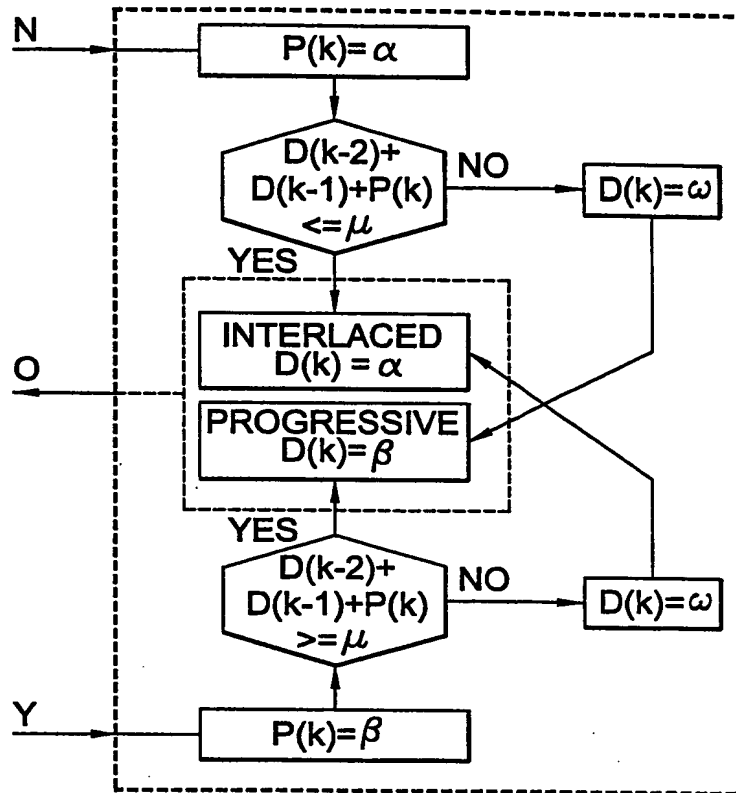 N
P(k)=α
D(k-2)+
D(k-1)+P(k)
<=μ
NO
D(k)=ω
YES
INTERLACED
D(k) = α
O
PROGRESSIVE
D(k)=β
YES
D(k-2)+
D(k-1)+P(k)
>=μ
NO
D(k)=ω
Y
P(k)=β